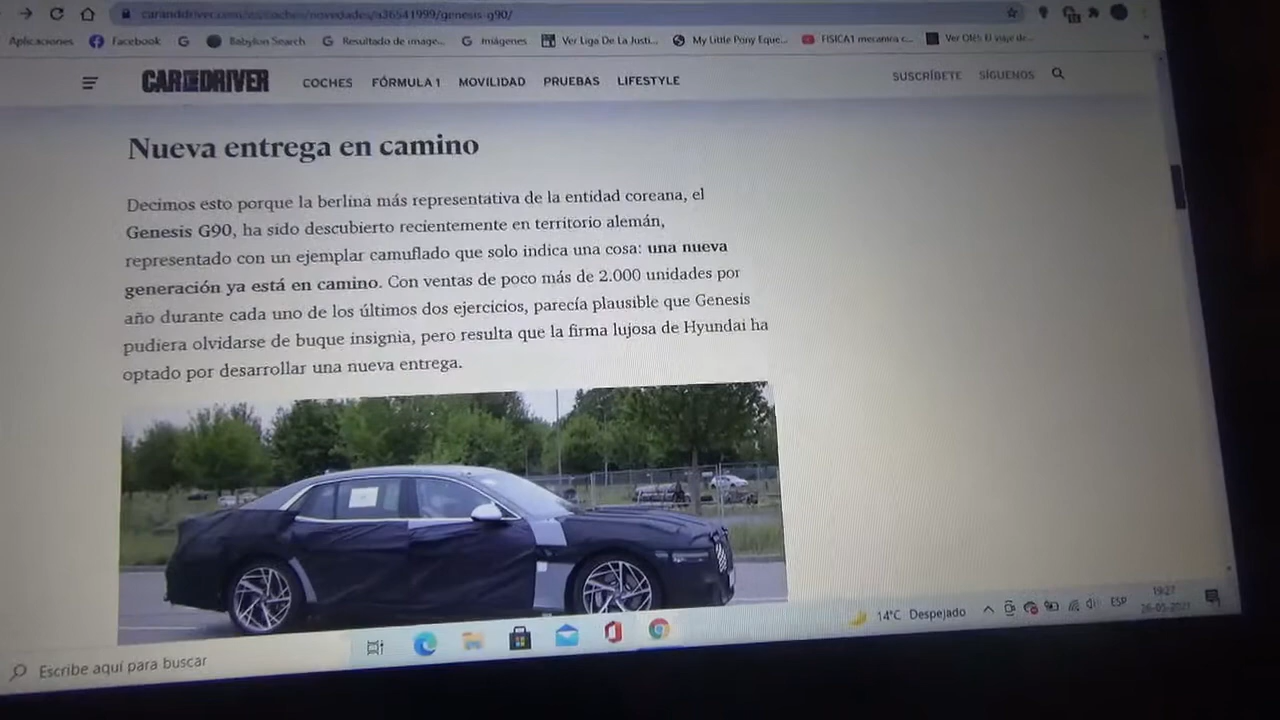 caranddriver.com/es/coches/novedades/a36541999/genesis-g90/
Aplicaciones Facebook Babylon Search Resultado de image... Imágenes Ver Liga De La Justi... My Little Pony Eque... FISICA1 mecanica c... Ver Olés El viaje de...
CAR AND DRIVER COCHES FÓRMULA 1 MOVILIDAD PRUEBAS LIFESTYLE SUSCRÍBETE SÍGUENOS
Nueva entrega en camino
Decimos esto porque la berlina más representativa de la entidad coreana, el
Genesis G90, ha sido descubierto recientemente en territorio alemán,
representado con un ejemplar camuflado que solo indica una cosa: una nueva
generación ya está en camino. Con ventas de poco más de 2.000 unidades por
año durante cada uno de los últimos dos ejercicios, parecía plausible que Genesis
pudiera olvidarse de buque insignia, pero resulta que la firma lujosa de Hyundai ha
optado por desarrollar una nueva entrega.
Escribe aquí para buscar 14°C Despejado ESP 19:27
26-05-2021